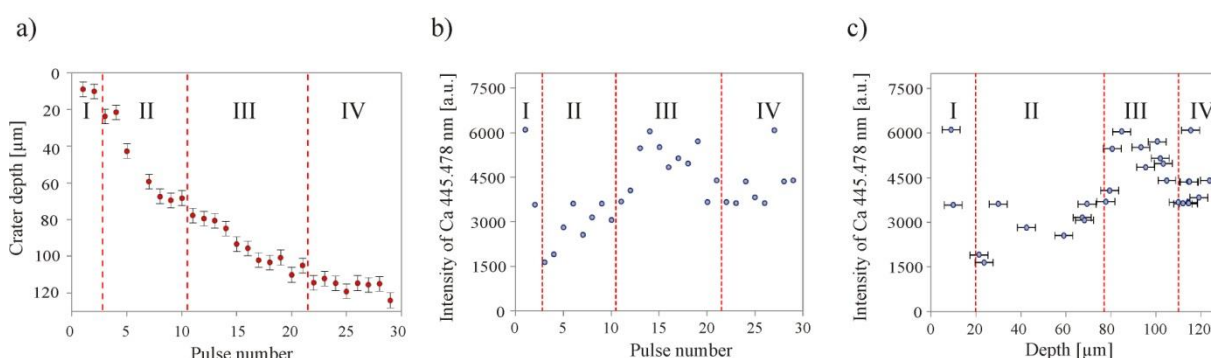 a)
Crater depth [µm]
0
20
40
60
80
100
120
I
II
III
IV
0
5
10
15
20
25
30
Pulse number
b)
Intensity of Ca 445.478 nm [a.u.]
7500
6000
4500
3000
1500
0
I
II
III
IV
0
5
10
15
20
25
30
Pulse number
c)
Intensity of Ca 445.478 nm [a.u.]
7500
6000
4500
3000
1500
0
I
II
III
IV
0
20
40
60
80
100
120
Depth [µm]